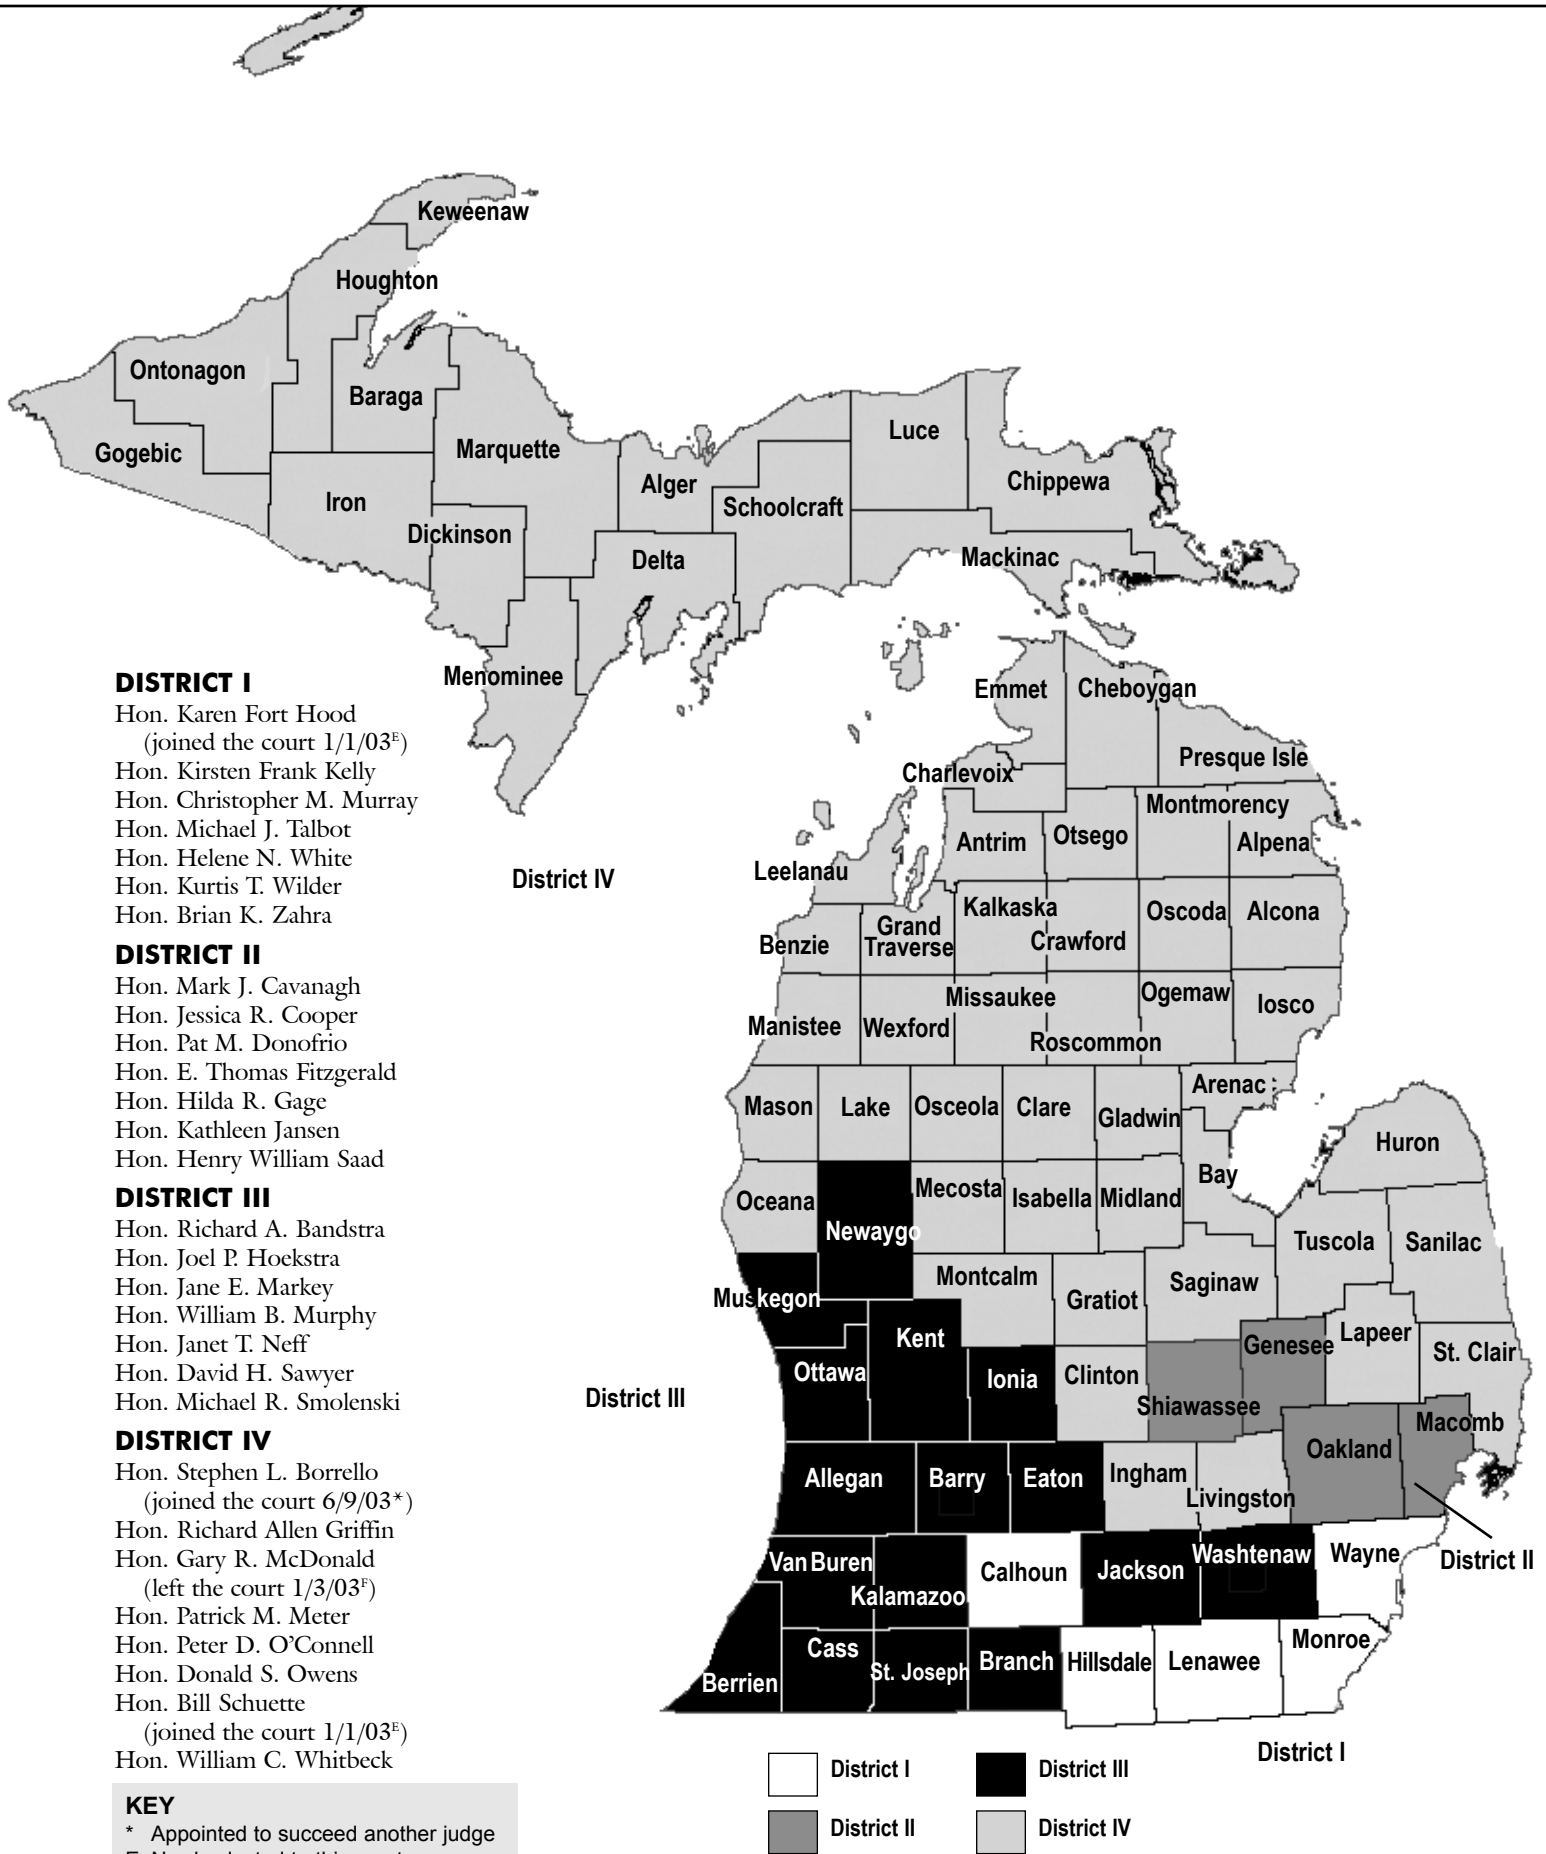 Keweenaw
Houghton
Ontonagon
Baraga
Gogebic
Marquette
Iron
Dickinson
Alger
Luce
Schoolcraft
Chippewa
Delta
Mackinac
Menominee
Emmet
Cheboygan
Presque Isle
Charlevoix
Montmorency
Antrim
Otsego
Alpena
Leelanau
Kalkaska
Oscoda
Alcona
Grand
Traverse
Benzie
Crawford
Missaukee
Ogemaw
Iosco
Manistee
Wexford
Roscommon
Arenac
Mason
Lake
Osceola
Clare
Gladwin
Huron
Bay
Oceana
Newaygo
Mecosta
Isabella
Midland
Tuscola
Sanilac
Muskegon
Montcalm
Gratiot
Saginaw
Kent
Genesee
Lapeer
St. Clair
Ottawa
Ionia
Clinton
Shiawassee
Macomb
Oakland
Allegan
Barry
Eaton
Ingham
Livingston
Van Buren
Kalamazoo
Calhoun
Jackson
Washtenaw
Wayne
Berrien
Cass
St. Joseph
Branch
Hillsdale
Lenawee
Monroe
District IV
District III
District II
District I
DISTRICT I
Hon. Karen Fort Hood
(joined the court 1/1/03ᴱ)
Hon. Kirsten Frank Kelly
Hon. Christopher M. Murray
Hon. Michael J. Talbot
Hon. Helene N. White
Hon. Kurtis T. Wilder
Hon. Brian K. Zahra
DISTRICT II
Hon. Mark J. Cavanagh
Hon. Jessica R. Cooper
Hon. Pat M. Donofrio
Hon. E. Thomas Fitzgerald
Hon. Hilda R. Gage
Hon. Kathleen Jansen
Hon. Henry William Saad
DISTRICT III
Hon. Richard A. Bandstra
Hon. Joel P. Hoekstra
Hon. Jane E. Markey
Hon. William B. Murphy
Hon. Janet T. Neff
Hon. David H. Sawyer
Hon. Michael R. Smolenski
DISTRICT IV
Hon. Stephen L. Borrello
(joined the court 6/9/03*)
Hon. Richard Allen Griffin
Hon. Gary R. McDonald
(left the court 1/3/03ᶠ)
Hon. Patrick M. Meter
Hon. Peter D. O'Connell
Hon. Donald S. Owens
Hon. Bill Schuette
(joined the court 1/1/03ᴱ)
Hon. William C. Whitbeck
KEY
* Appointed to succeed another judge
District I
District III
District II
District IV